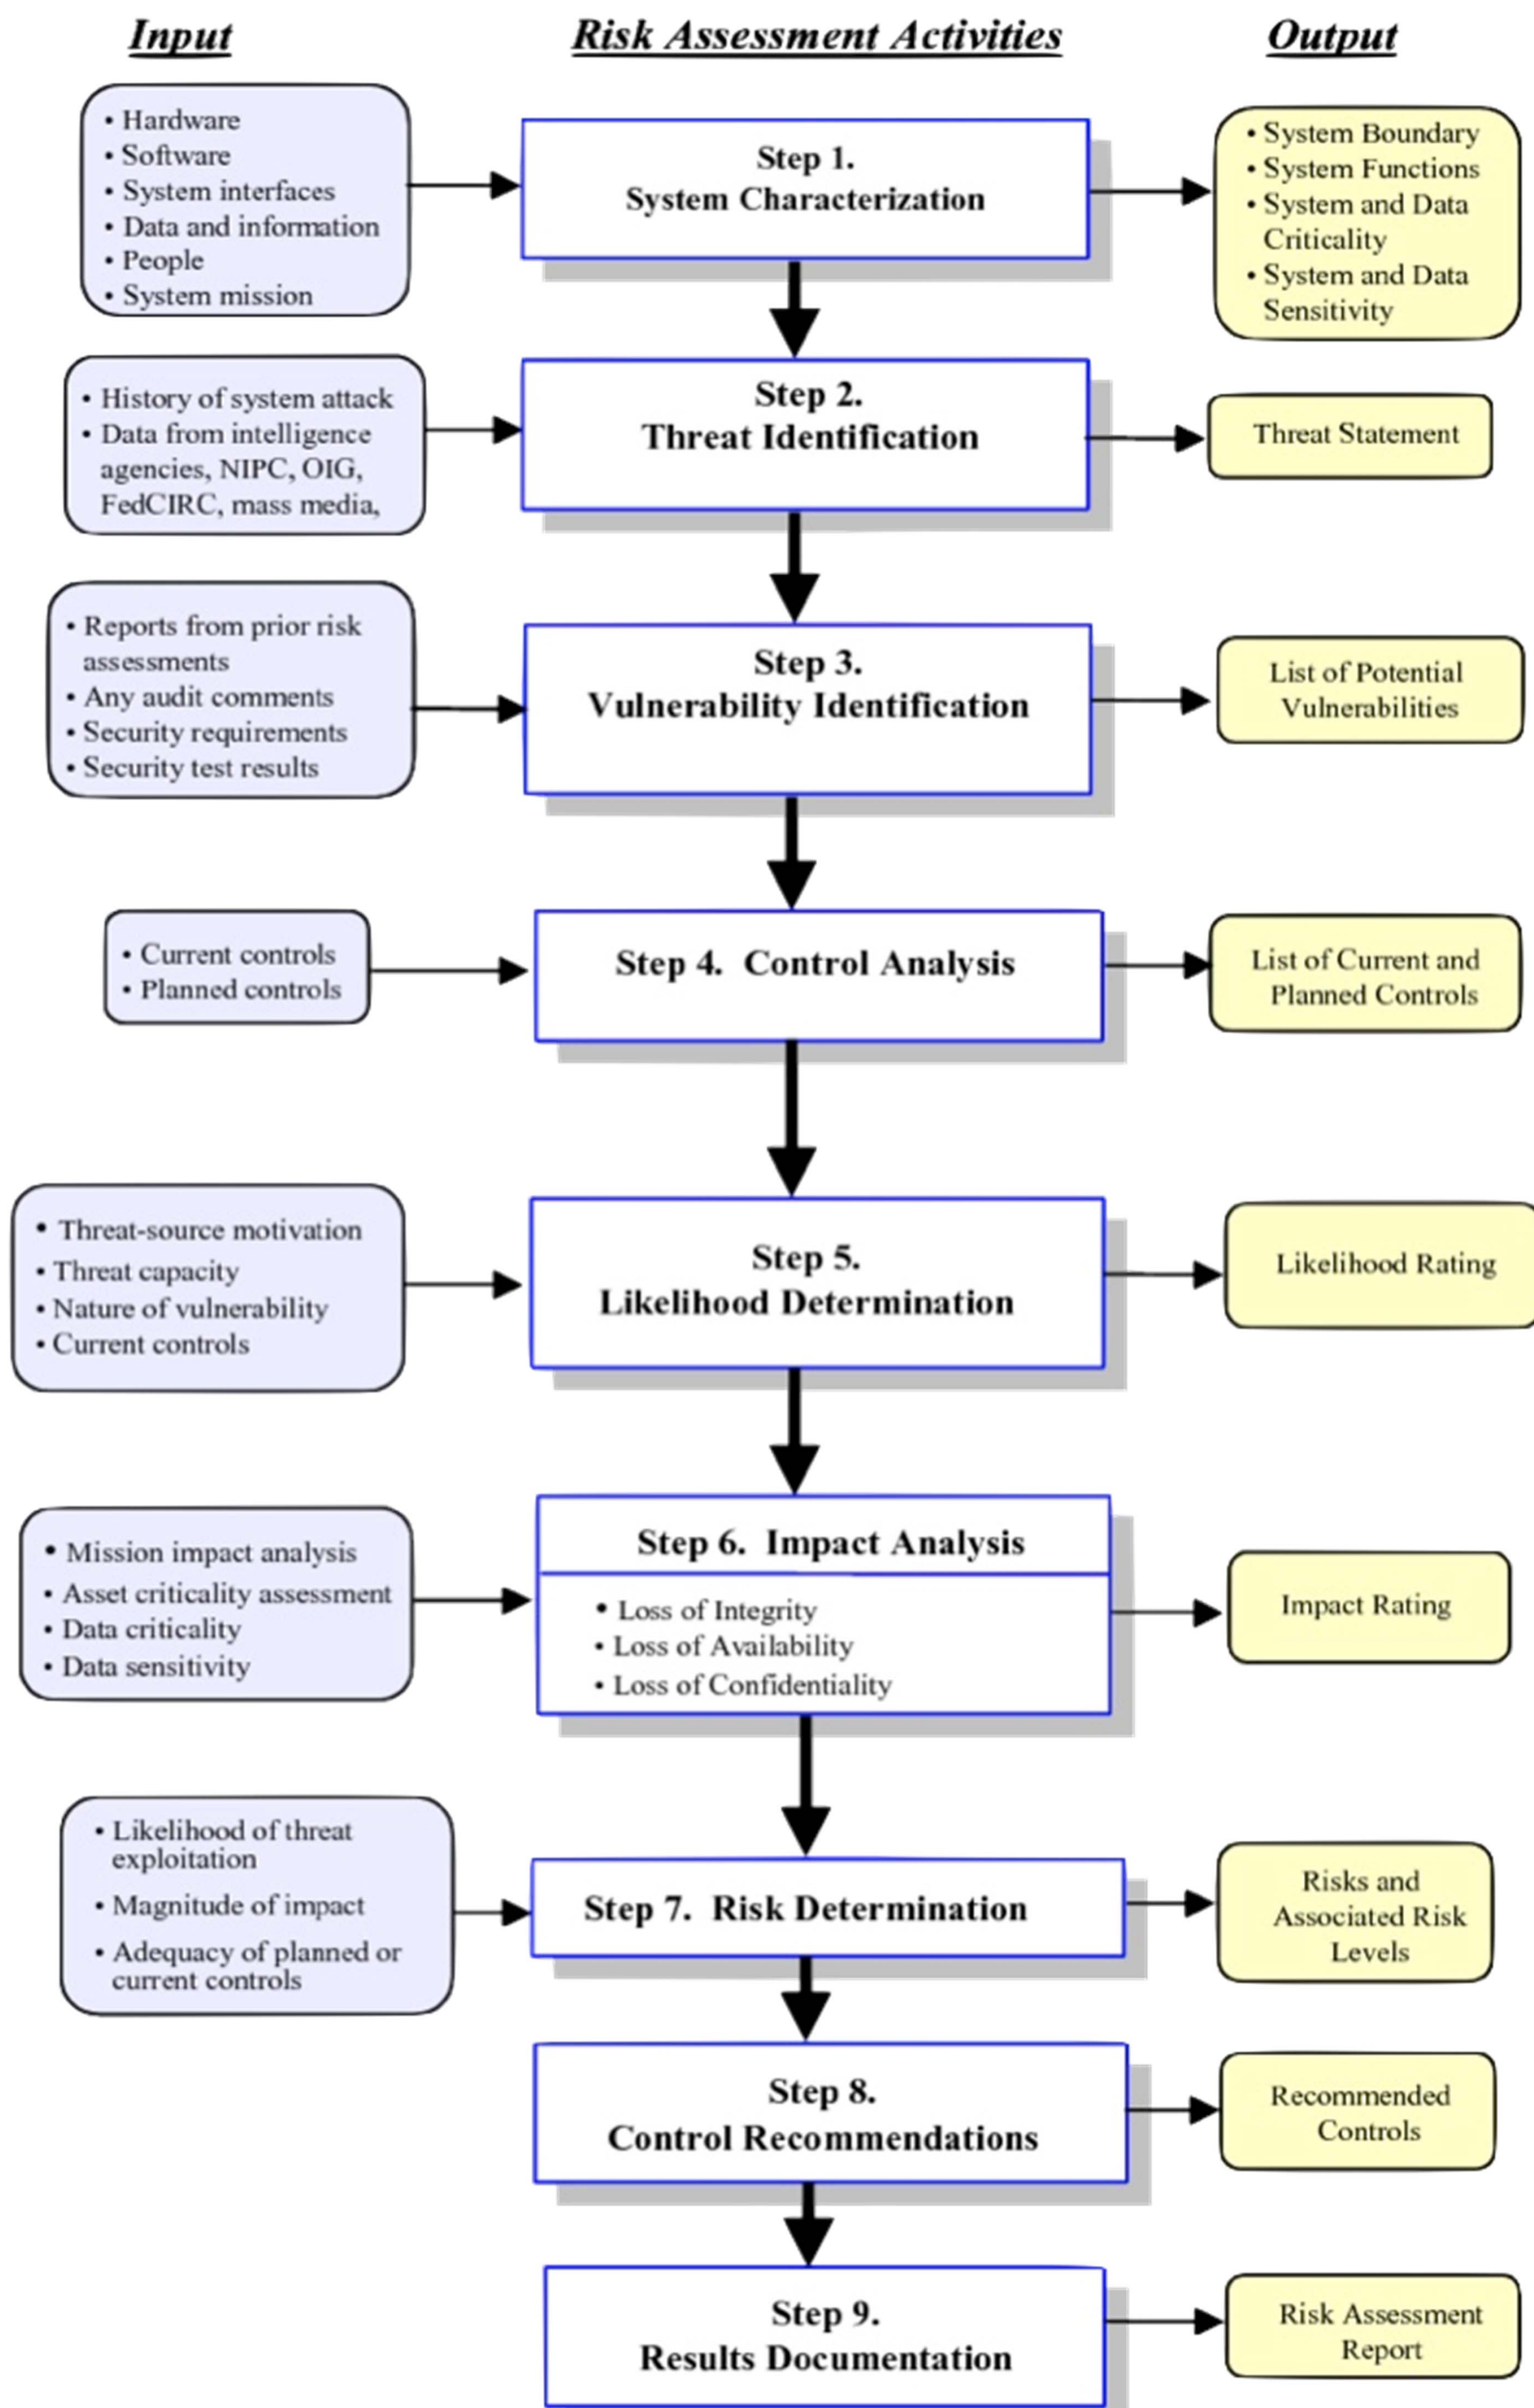 Input
Risk Assessment Activities
Output
• Hardware
• Software
• System interfaces
• Data and information
• People
• System mission
Step 1.
System Characterization
• System Boundary
• System Functions
• System and Data
Criticality
• System and Data
Sensitivity
• History of system attack
• Data from intelligence
agencies, NIPC, OIG,
FedCIRC, mass media,
Step 2.
Threat Identification
Threat Statement
• Reports from prior risk
assessments
• Any audit comments
• Security requirements
• Security test results
Step 3.
Vulnerability Identification
List of Potential
Vulnerabilities
• Current controls
• Planned controls
Step 4. Control Analysis
List of Current and
Planned Controls
• Threat-source motivation
• Threat capacity
• Nature of vulnerability
• Current controls
Step 5.
Likelihood Determination
Likelihood Rating
• Mission impact analysis
• Asset criticality assessment
• Data criticality
• Data sensitivity
Step 6. Impact Analysis
• Loss of Integrity
• Loss of Availability
• Loss of Confidentiality
Impact Rating
• Likelihood of threat
exploitation
• Magnitude of impact
• Adequacy of planned or
current controls
Step 7. Risk Determination
Risks and
Associated Risk
Levels
Step 8.
Control Recommendations
Recommended
Controls
Step 9.
Results Documentation
Risk Assessment
Report